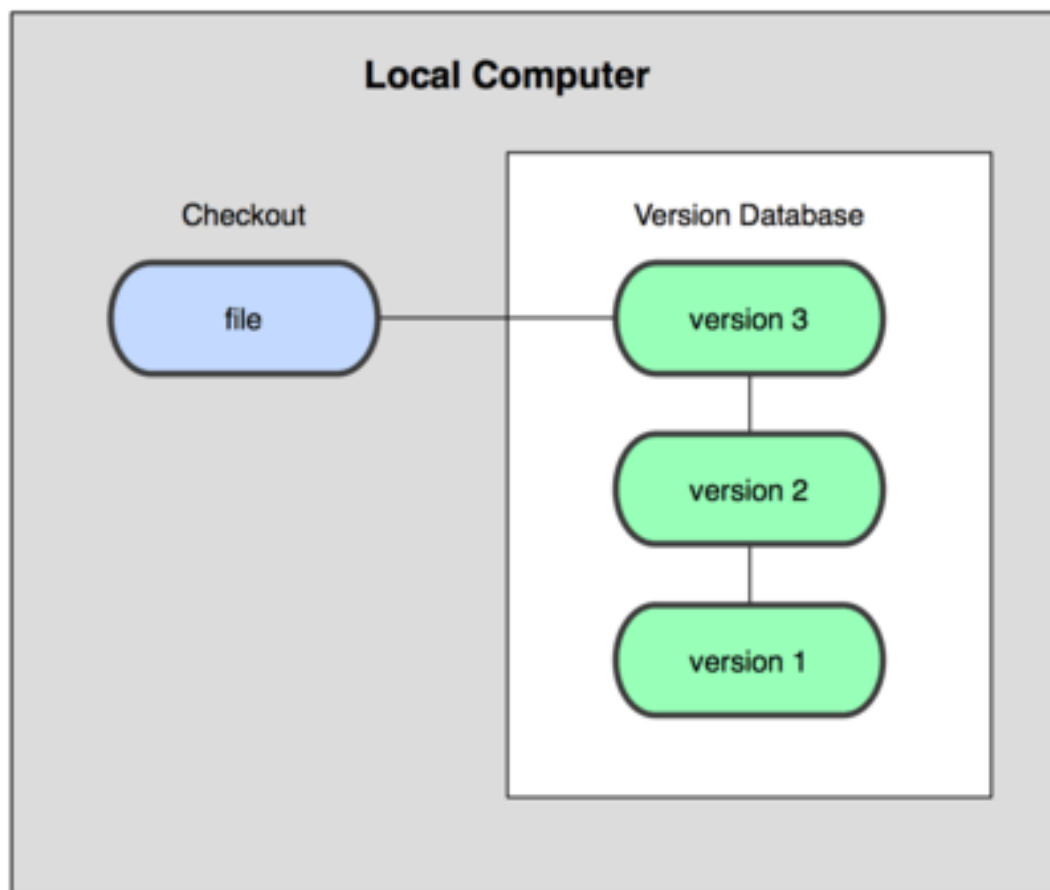 Local Computer
Checkout
Version Database
file
version 3
version 2
version 1